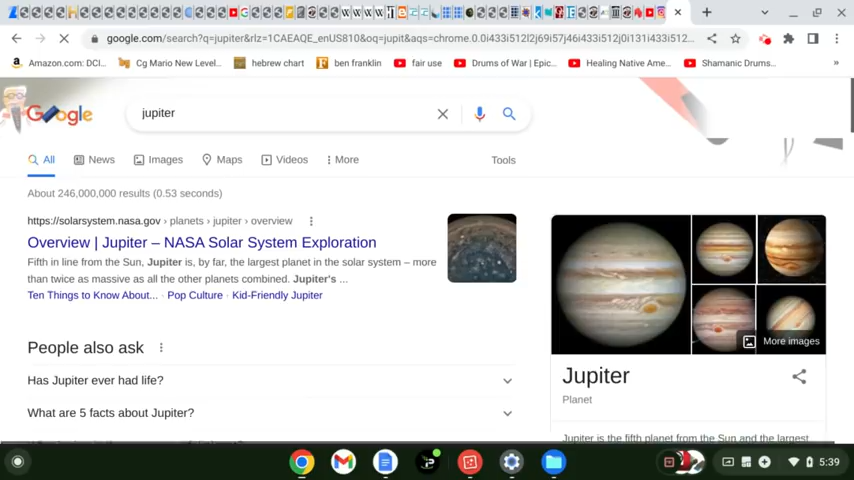 google.com/search?q=jupiter&rlz=1CAEAQE_enUS810&oq=jupit&aqs=chrome.0.0i433i512l2j69i57j46i433i512j0i131i433i512...
Amazon.com: DCI... Cg Mario New Level... hebrew chart ben franklin fair use Drums of War | Epic... Healing Native Ame... Shamanic Drums... »
Google
jupiter
All News Images Maps Videos More Tools
About 246,000,000 results (0.53 seconds)
https://solarsystem.nasa.gov › planets › jupiter › overview
Overview | Jupiter – NASA Solar System Exploration
Fifth in line from the Sun, Jupiter is, by far, the largest planet in the solar system – more
than twice as massive as all the other planets combined. Jupiter's ...
Ten Things to Know About... · Pop Culture · Kid-Friendly Jupiter
People also ask
Has Jupiter ever had life?
What are 5 facts about Jupiter?
More images
Jupiter
Planet
Jupiter is the fifth planet from the Sun and the largest
5:39